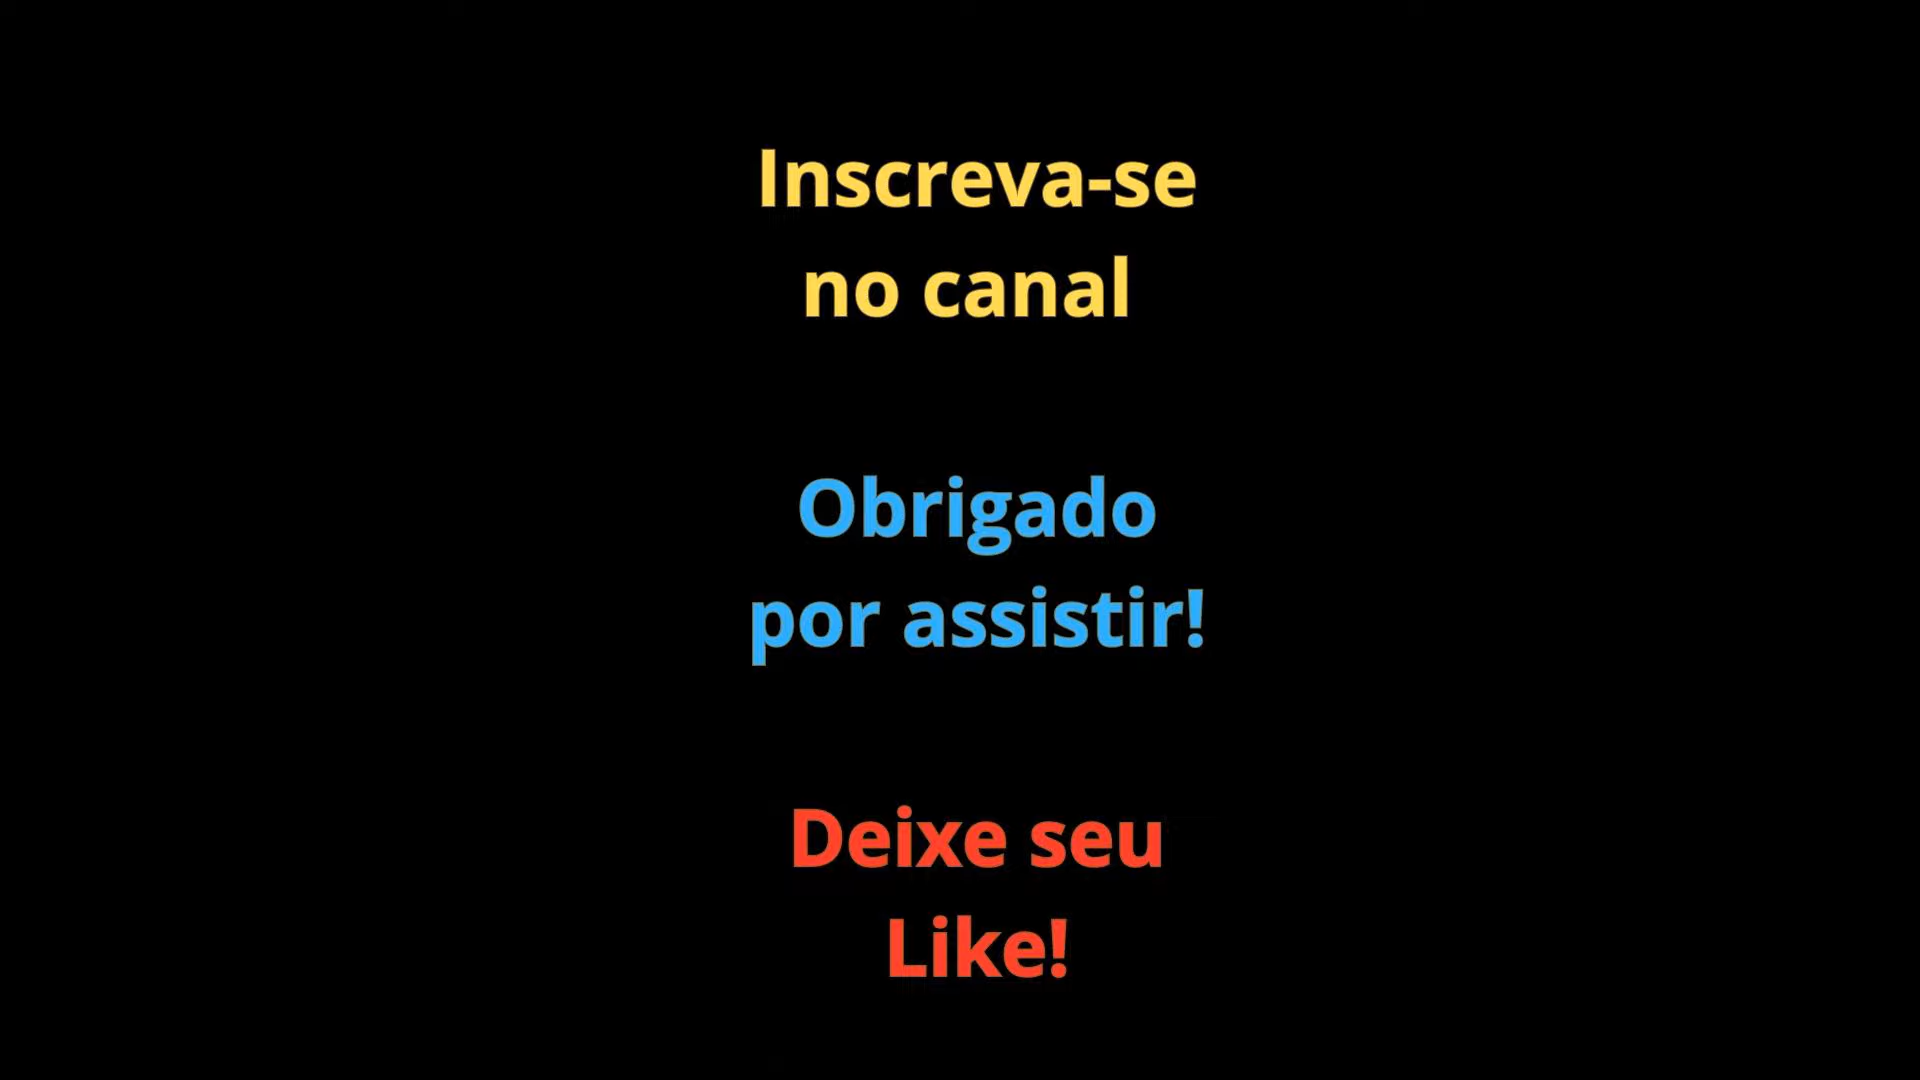 Inscreva-se
no canal
Obrigado
por assistir!
Deixe seu
Like!